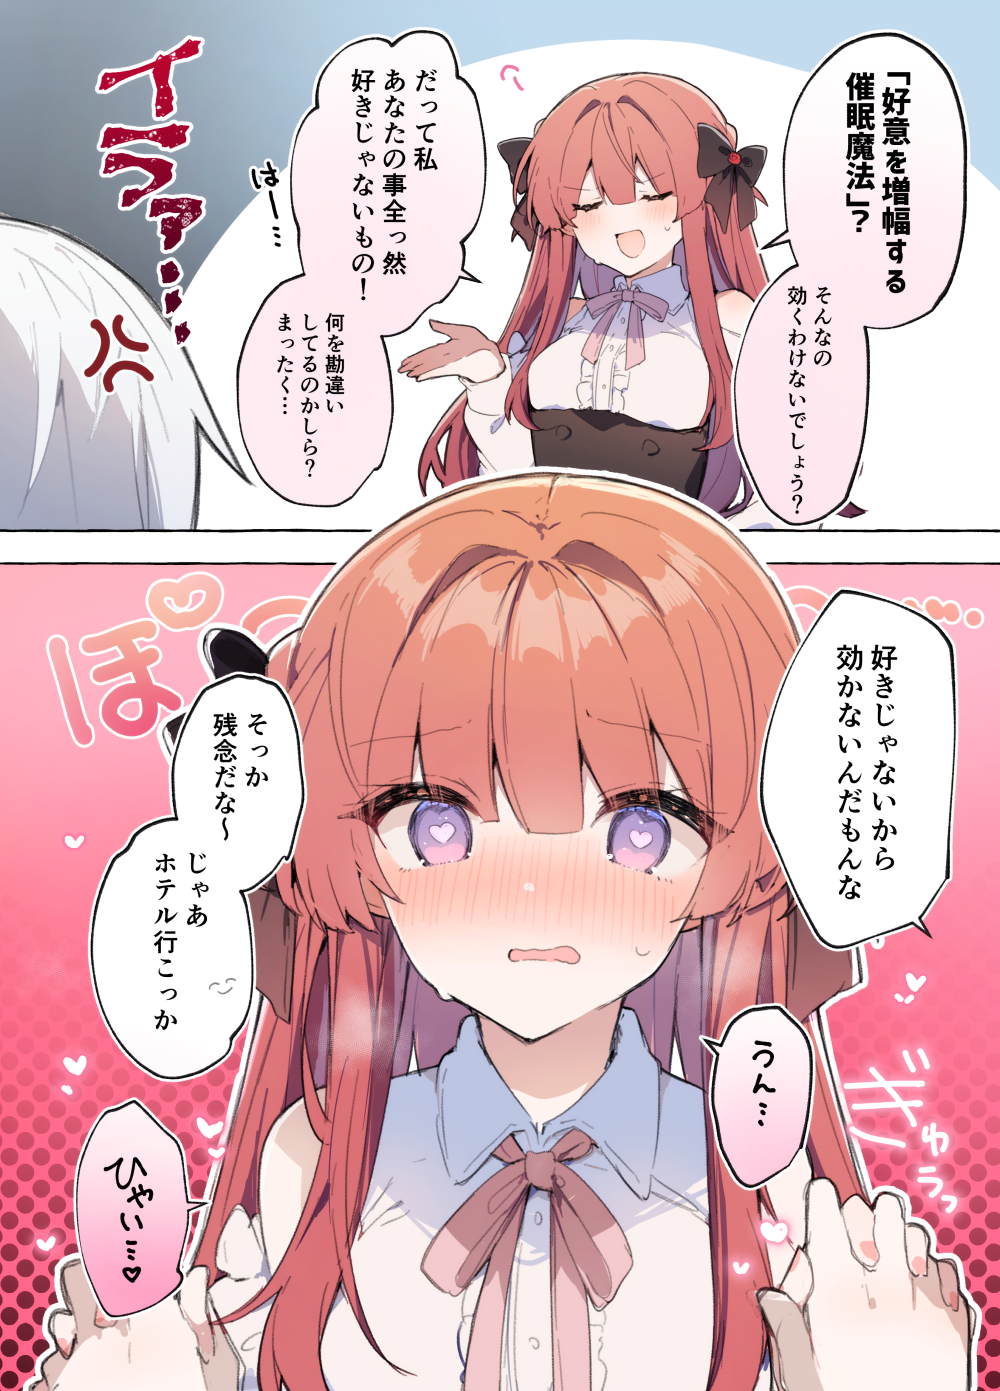 「好意を増幅する
催眠魔法」?
そんなの
効くわけないでしょう?
だって私
あなたの事全っ然
好きじゃないもの!
何を勘違い
してるのかしら?
まったく…
はー…
イラァ…
好きじゃないから
効かないんだもんな
うん…
そっか
残念だな〜
じゃあ
ホテル行こっか
ひゃい…♡
ぎゅうっ